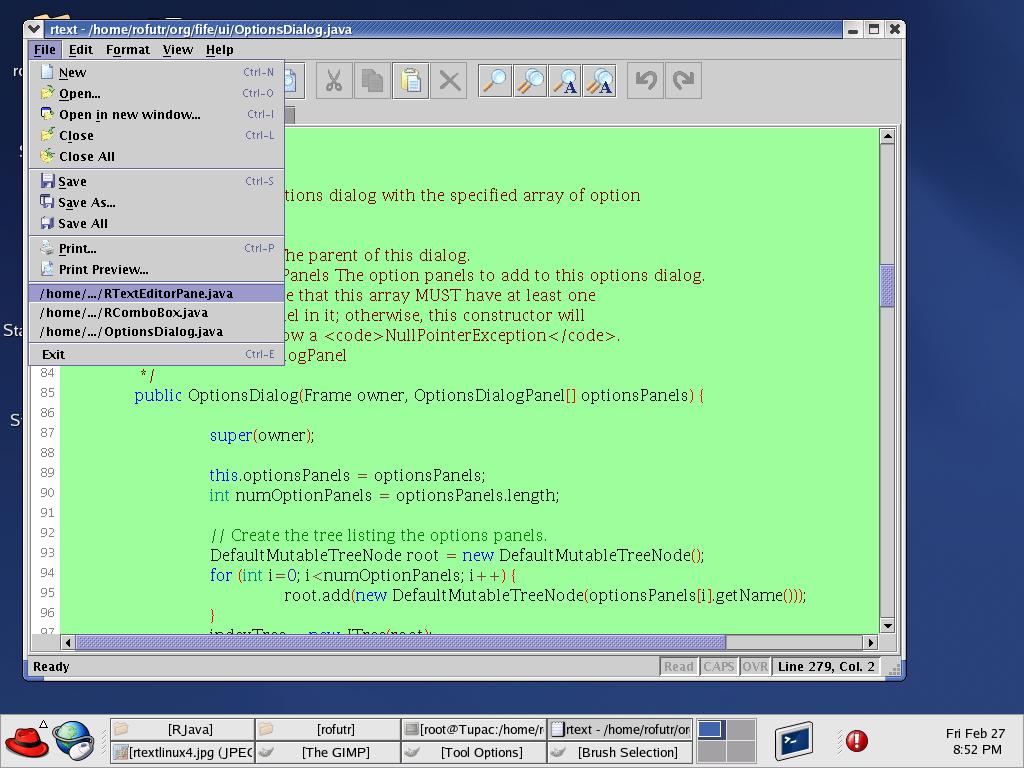 rtext - /home/rofutr/org/fife/ui/OptionsDialog.java
File Edit Format View Help
New Ctrl-N
Open... Ctrl-O
Open in new window... Ctrl-I
Close Ctrl-L
Close All
Save Ctrl-S
Save As...
Save All
Print... Ctrl-P
Print Preview...
/home/.../RTextEditorPane.java
/home/.../RComboBox.java
/home/.../OptionsDialog.java
Exit Ctrl-E
tions dialog with the specified array of option
he parent of this dialog.
Panels The option panels to add to this options dialog.
e that this array MUST have at least one
el in it; otherwise, this constructor will
ow a <code>NullPointerException</code>.
logPanel
84 */
85 public OptionsDialog(Frame owner, OptionsDialogPanel[] optionsPanels) {
86
87 super(owner);
88
89 this.optionsPanels = optionsPanels;
90 int numOptionPanels = optionsPanels.length;
91
92 // Create the tree listing the options panels.
93 DefaultMutableTreeNode root = new DefaultMutableTreeNode();
94 for (int i=0; i<numOptionPanels; i++) {
95 root.add(new DefaultMutableTreeNode(optionsPanels[i].getName()));
96 }
97 indexTree = new JTree(root);
Ready Read CAPS OVR Line 279, Col. 2
ro
Sta
S
[RJava] [rofutr] [root@Tupac:/home/r rtext - /home/rofutr/or
[rtextlinux4.jpg (JPEG [The GIMP] [Tool Options] [Brush Selection]
Fri Feb 27
8:52 PM